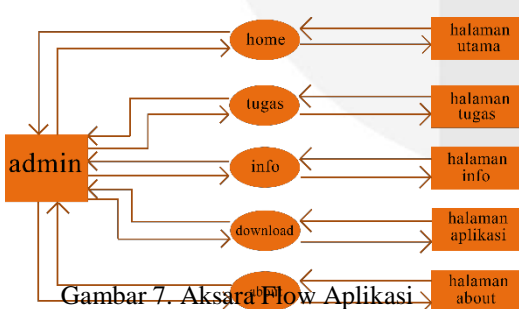 home
halaman
utama
tugas
halaman
tugas
admin
info
halaman
info
download
halaman
aplikasi
about
halaman
about
Gambar 7. Aksara Flow Aplikasi